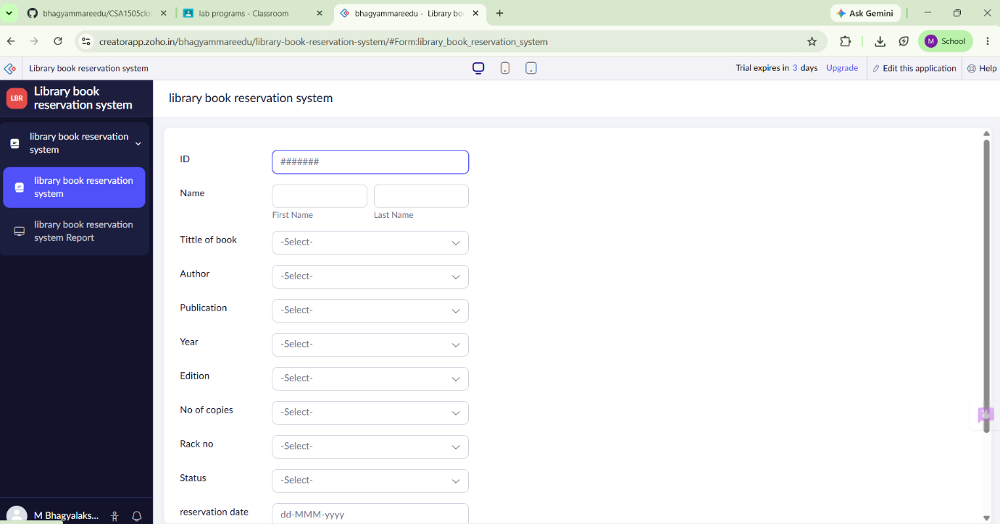 bhagyammareedu/CSA1505clou
lab programs - Classroom
bhagyammareedu - Library boo
Ask Gemini
creatorapp.zoho.in/bhagyammareedu/library-book-reservation-system/#Form:library_book_reservation_system
M School
Library book reservation system
Trial expires in 3 days Upgrade
Edit this application
Help
LBR
Library book
reservation system
library book reservation system
library book reservation
system
library book reservation
system
library book reservation
system Report
ID
#######
Name
First Name
Last Name
Tittle of book
-Select-
Author
-Select-
Publication
-Select-
Year
-Select-
Edition
-Select-
No of copies
-Select-
Rack no
-Select-
Status
-Select-
reservation date
dd-MMM-yyyy
M Bhagyalaks...